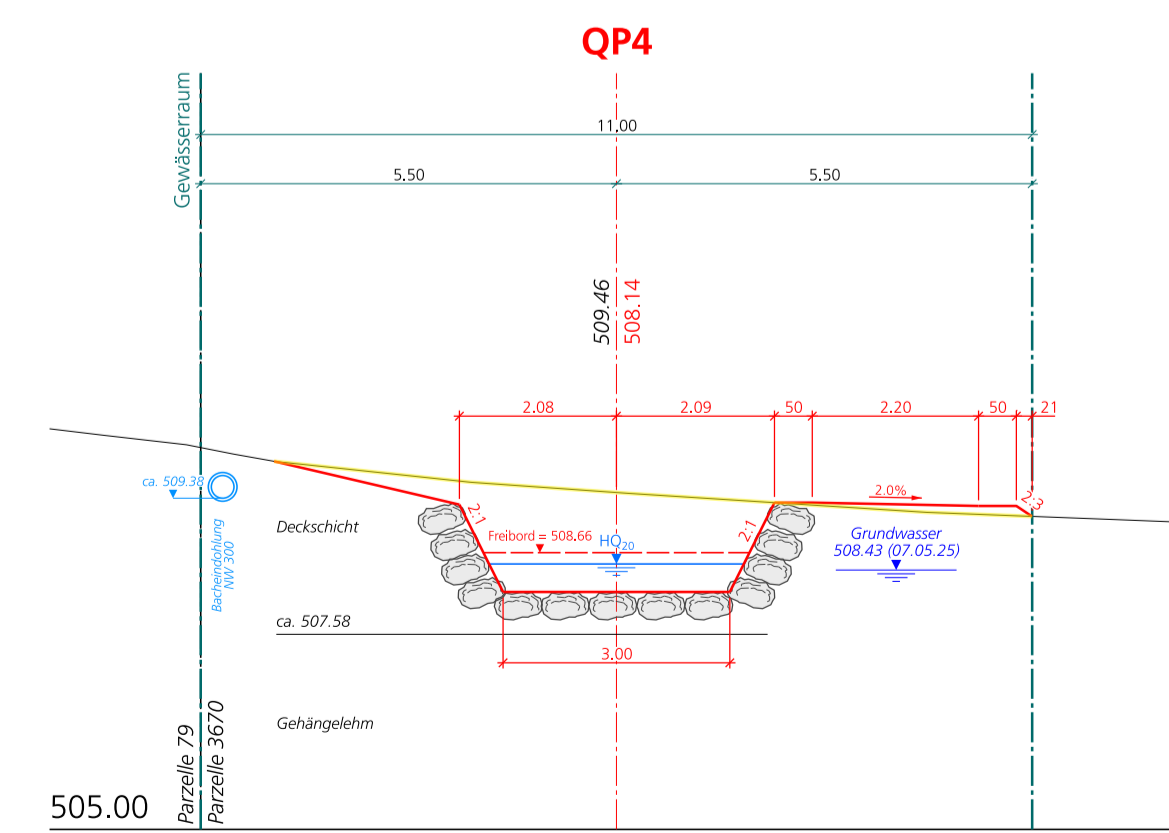 QP4
Gewässerraum
11.00
5.50
5.50
509.46
508.14
2.08
2.09
50
2.20
50
21
ca. 509.38
2:1
2:1
2.0%
2:3
Deckschicht
Freibord = 508.66
HQ20
Grundwasser
508.43 (07.05.25)
Bacheindohlung
NW 300
ca. 507.58
3.00
Gehängelehm
Parzelle 79
Parzelle 3670
505.00